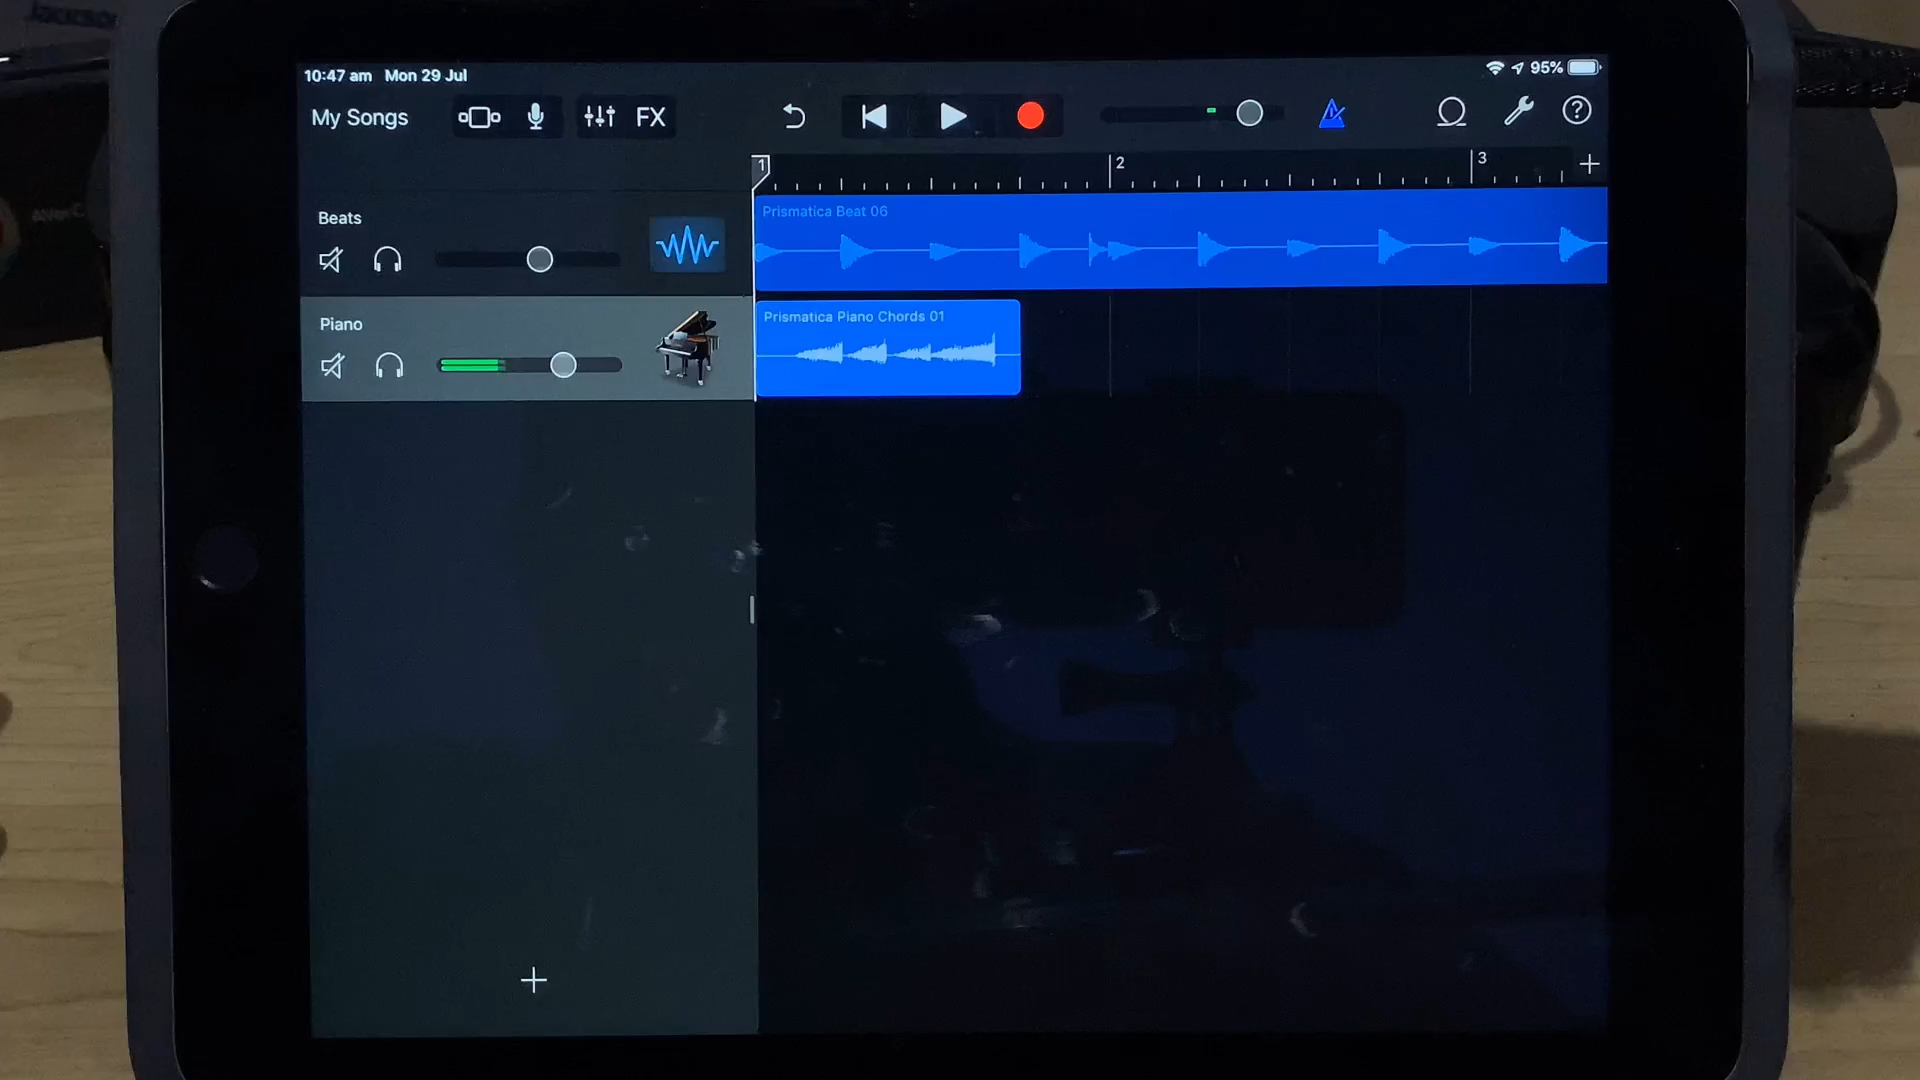 Jackson
10:47 am Mon 29 Jul
95%
My Songs
FX
1
2
3
Beats
Prismatica Beat 06
Piano
Prismatica Piano Chords 01